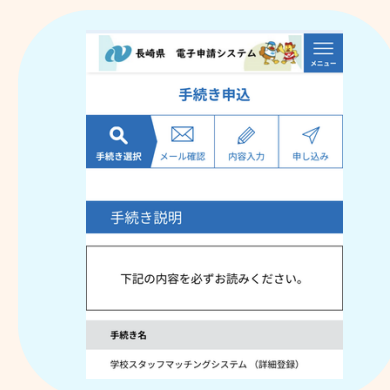 長崎県 電子申請システム
メニュー
手続き申込
手続き選択 メール確認 内容入力 申し込み
手続き説明
下記の内容を必ずお読みください。
手続き名
学校スタッフマッチングシステム（詳細登録）